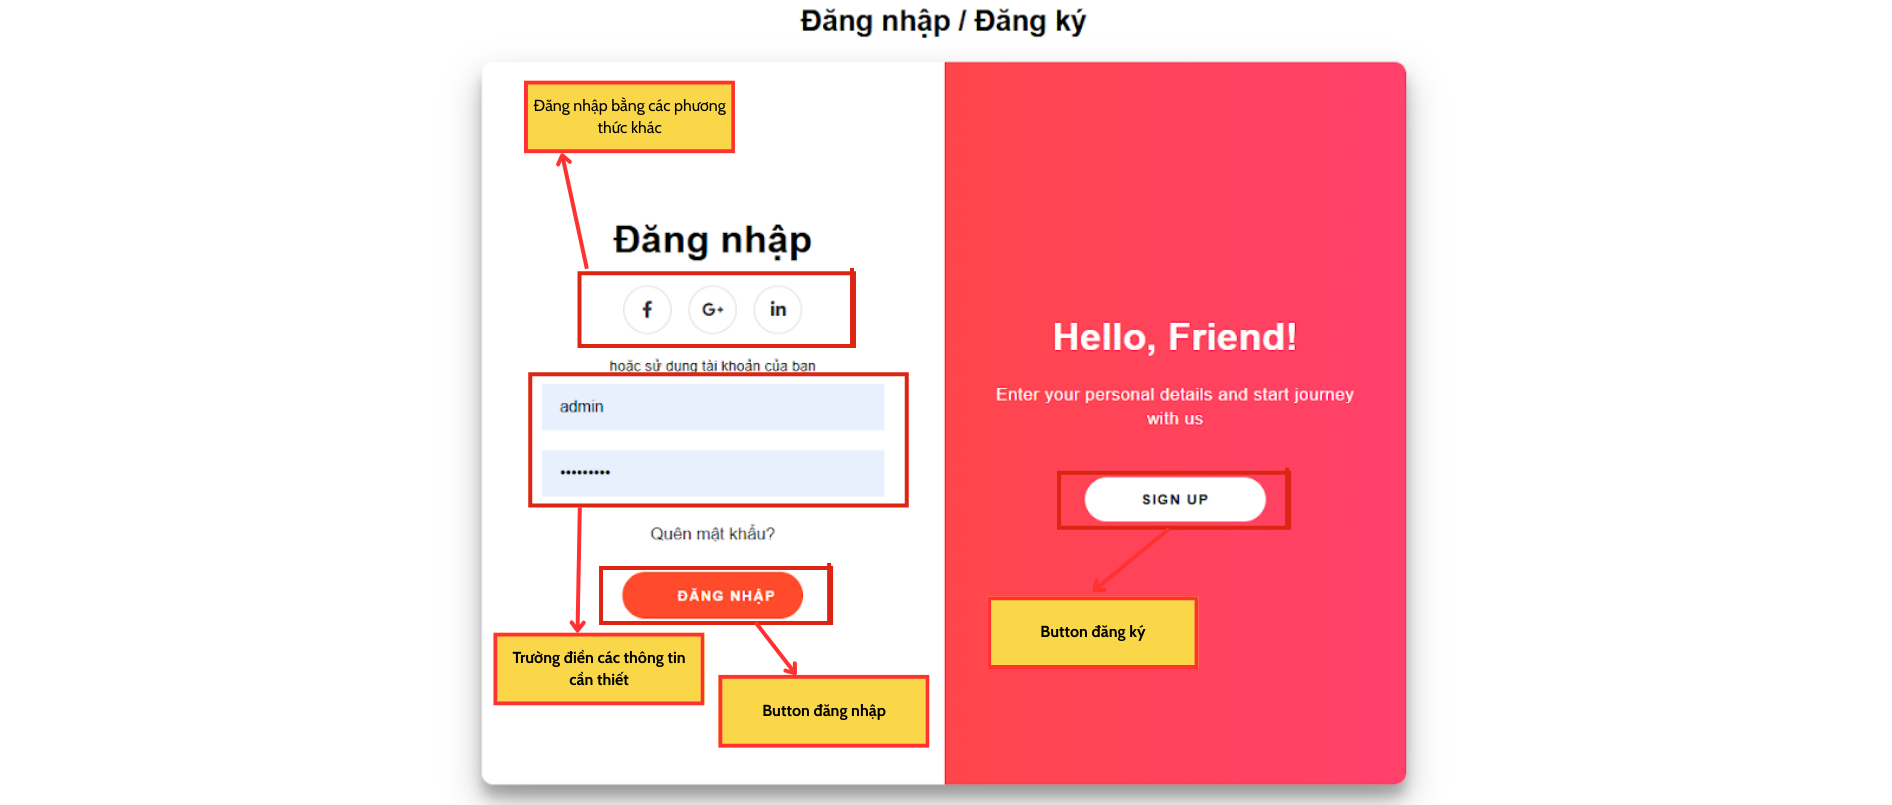 Đăng nhập / Đăng ký
Đăng nhập bằng các phương
thức khác
Đăng nhập
f
G+
in
hoặc sử dụng tài khoản của bạn
admin
•••••••••
Quên mật khẩu?
ĐĂNG NHẬP
Trường điền các thông tin
cần thiết
Button đăng nhập
Hello, Friend!
Enter your personal details and start journey
with us
SIGN UP
Button đăng ký